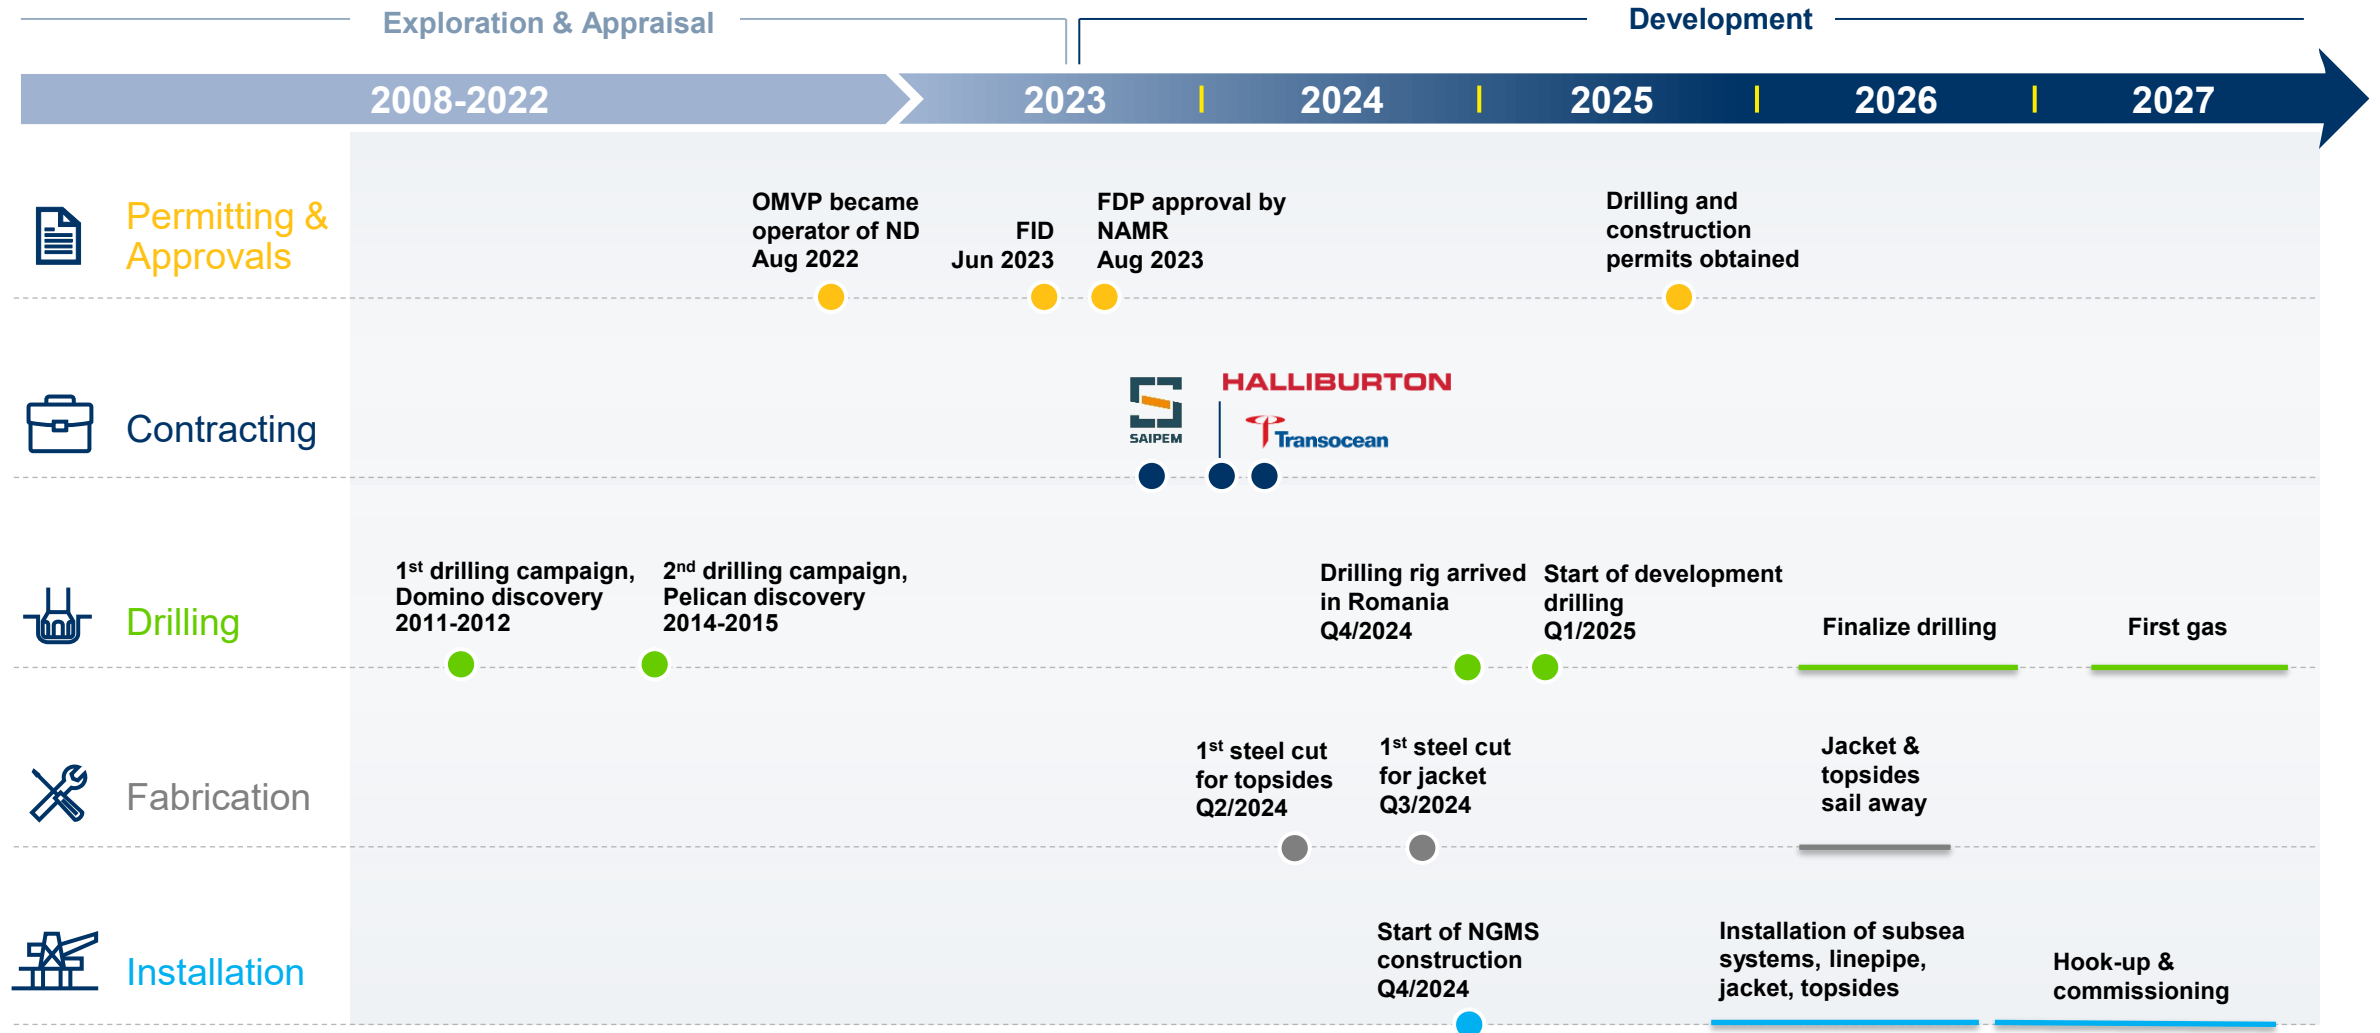 Exploration & Appraisal
Development
2008-2022
2023
2024
2025
2026
2027
Permitting &
Approvals
OMVP became
operator of ND
Aug 2022
FID
Jun 2023
FDP approval by
NAMR
Aug 2023
Drilling and
construction
permits obtained
Contracting
SAIPEM
HALLIBURTON
Transocean
Drilling
1st drilling campaign,
Domino discovery
2011-2012
2nd drilling campaign,
Pelican discovery
2014-2015
Drilling rig arrived
in Romania
Q4/2024
Start of development
drilling
Q1/2025
Finalize drilling
First gas
Fabrication
1st steel cut
for topsides
Q2/2024
1st steel cut
for jacket
Q3/2024
Jacket &
topsides
sail away
Installation
Start of NGMS
construction
Q4/2024
Installation of subsea
systems, linepipe,
jacket, topsides
Hook-up &
commissioning